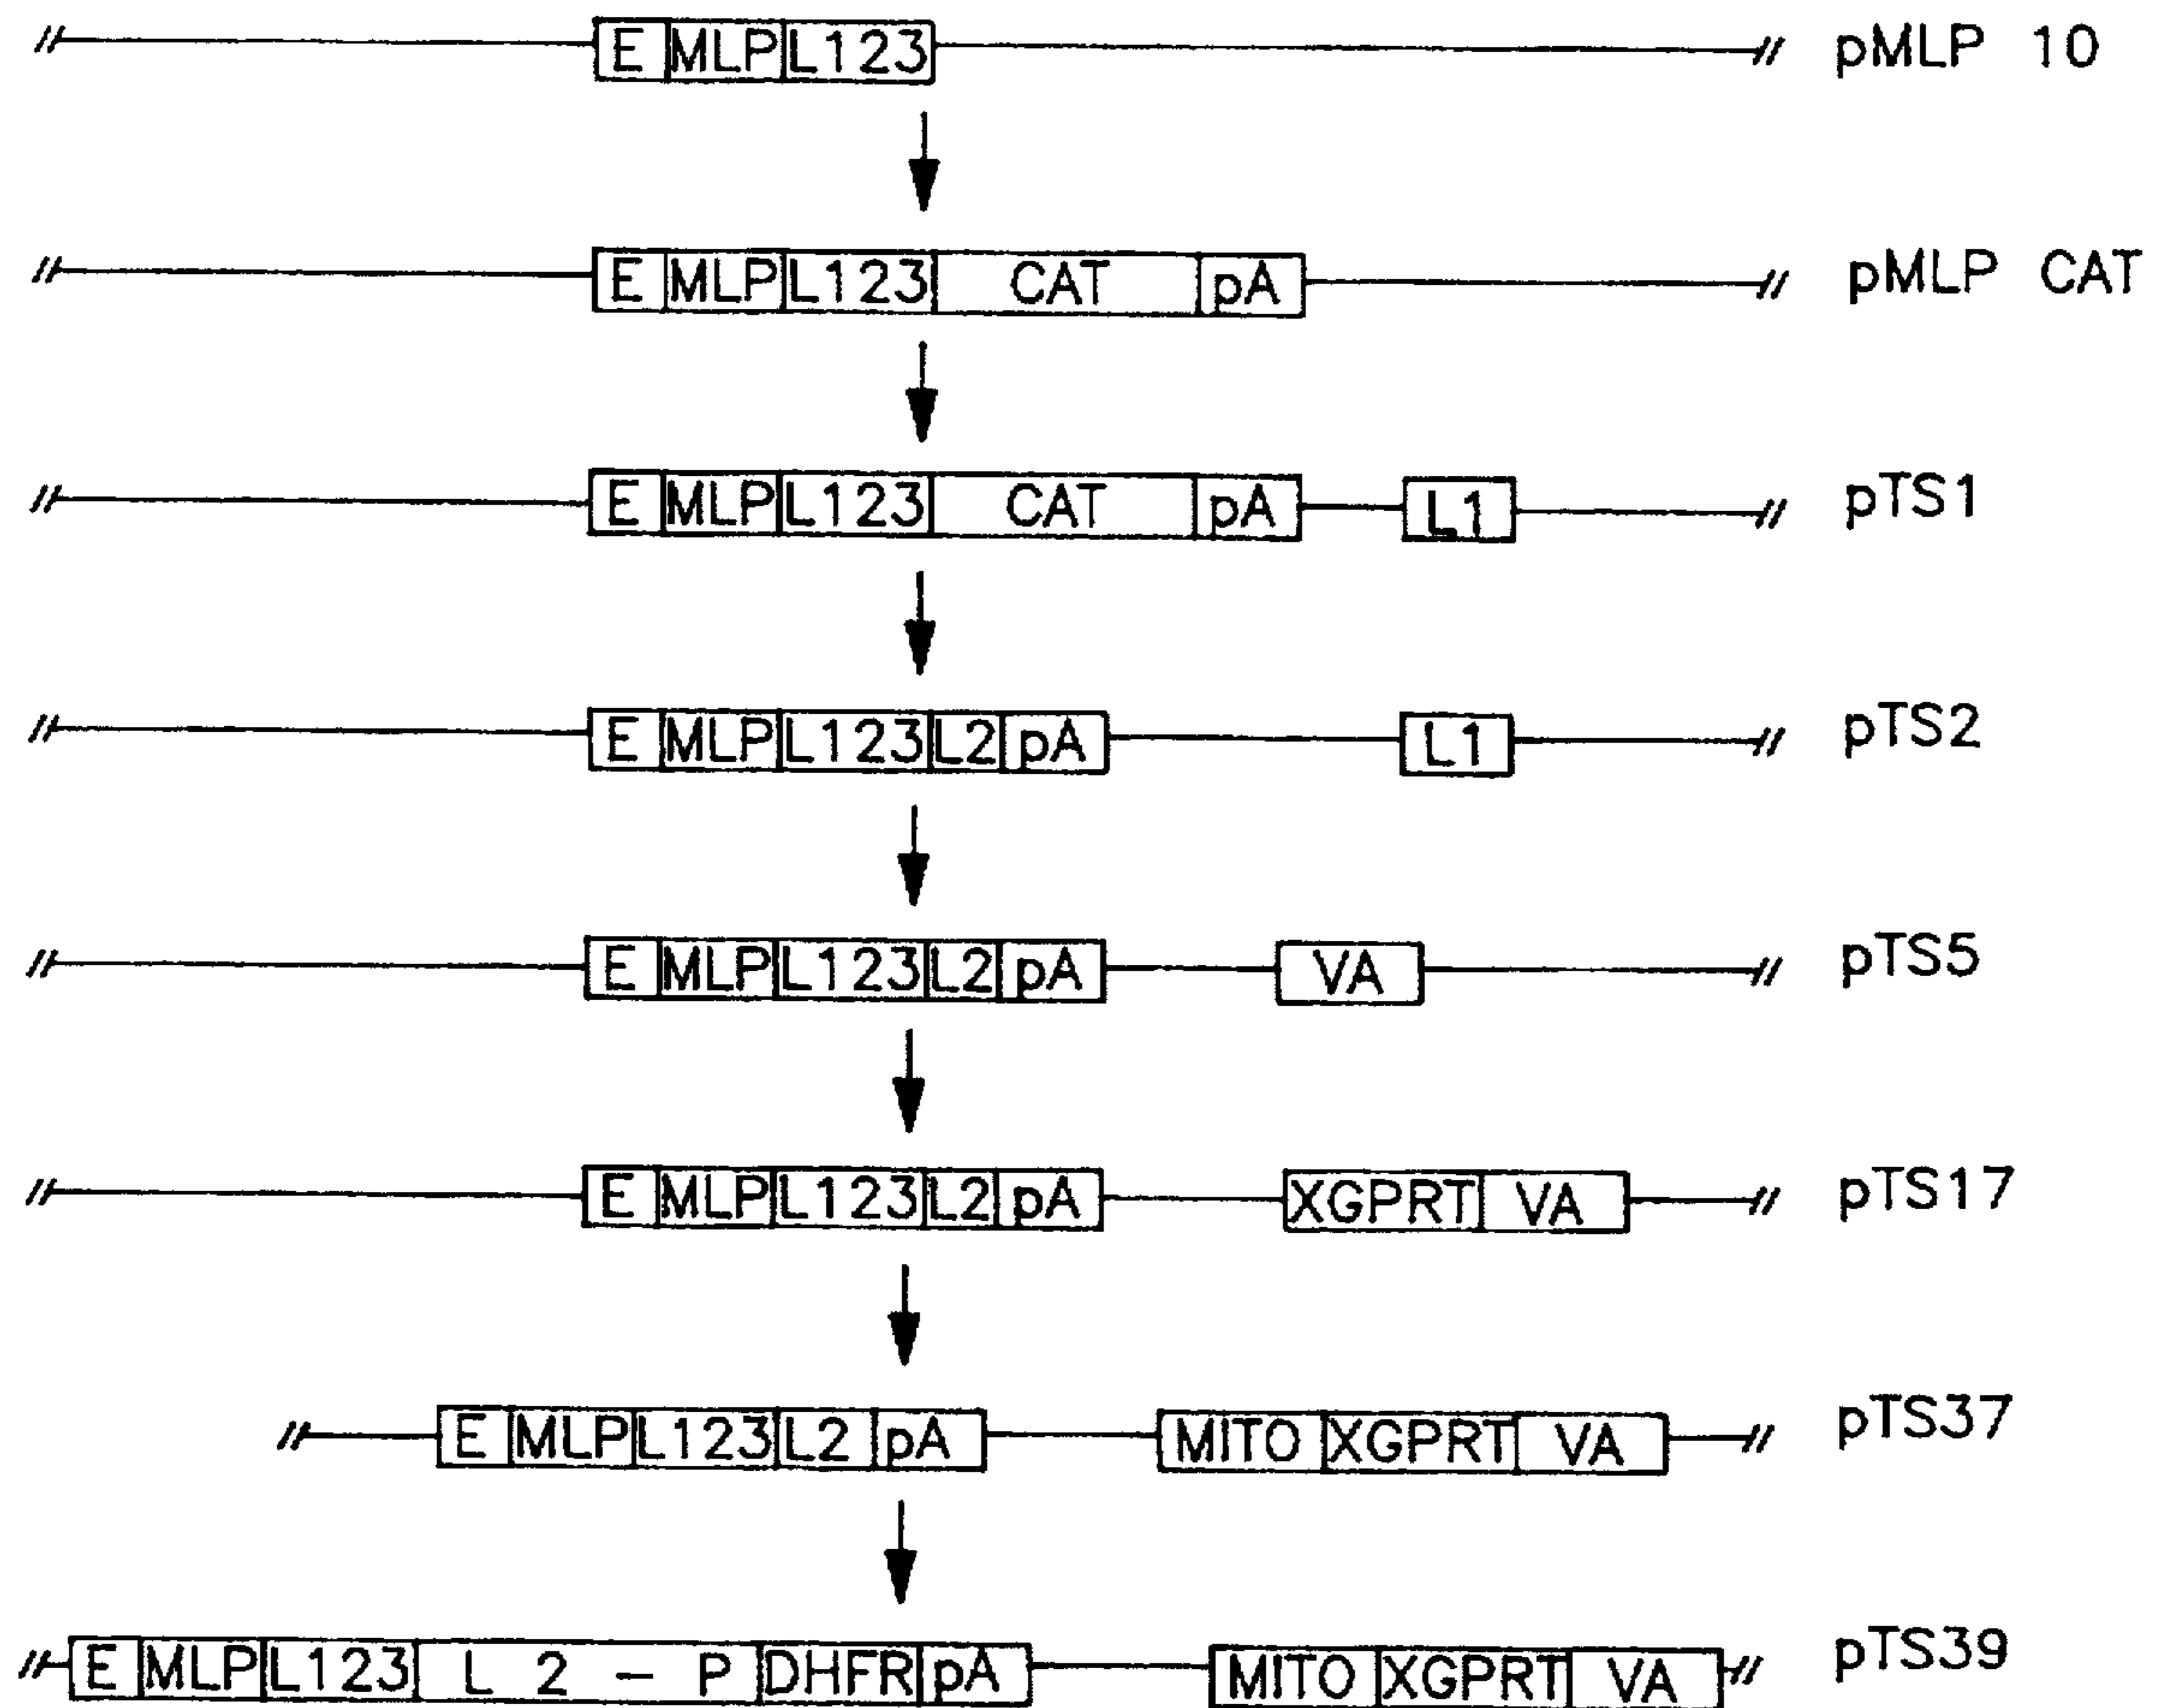 E MLP L123 pMLP 10
E MLP L123 CAT pA pMLP CAT
E MLP L123 CAT pA L1 pTS1
E MLP L123 L2 pA L1 pTS2
E MLP L123 L2 pA VA pTS5
E MLP L123 L2 pA XGPRT VA pTS17
E MLP L123 L2 pA MITO XGPRT VA pTS37
E MLP L123 L 2 - P DHFR pA MITO XGPRT VA pTS39